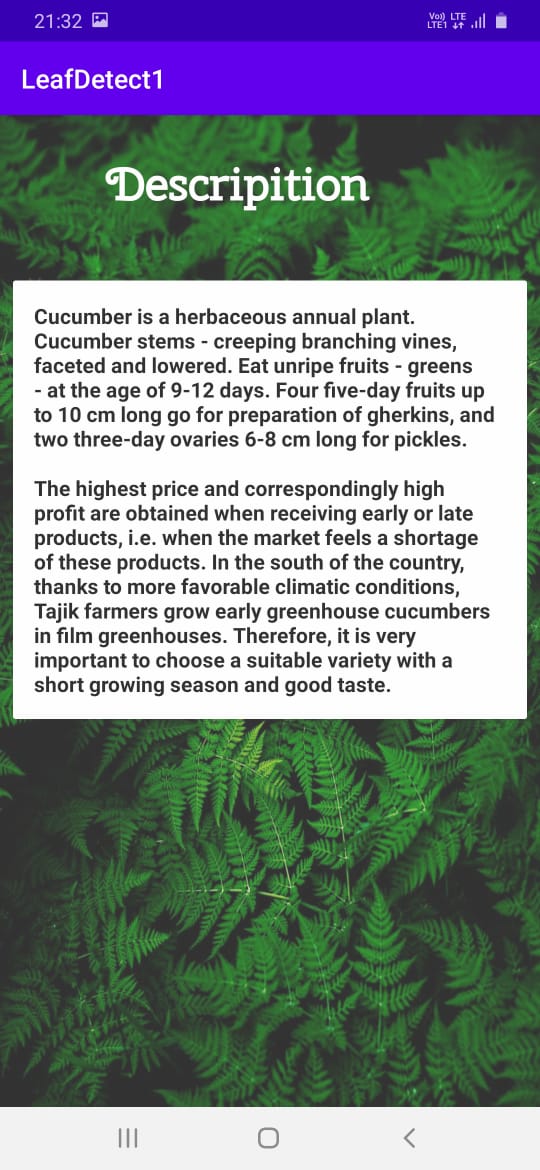 21:32
Vo)) LTE
LTE1
LeafDetect1
Descripition
Cucumber is a herbaceous annual plant.
Cucumber stems - creeping branching vines,
faceted and lowered. Eat unripe fruits - greens
- at the age of 9-12 days. Four five-day fruits up
to 10 cm long go for preparation of gherkins, and
two three-day ovaries 6-8 cm long for pickles.
The highest price and correspondingly high
profit are obtained when receiving early or late
products, i.e. when the market feels a shortage
of these products. In the south of the country,
thanks to more favorable climatic conditions,
Tajik farmers grow early greenhouse cucumbers
in film greenhouses. Therefore, it is very
important to choose a suitable variety with a
short growing season and good taste.